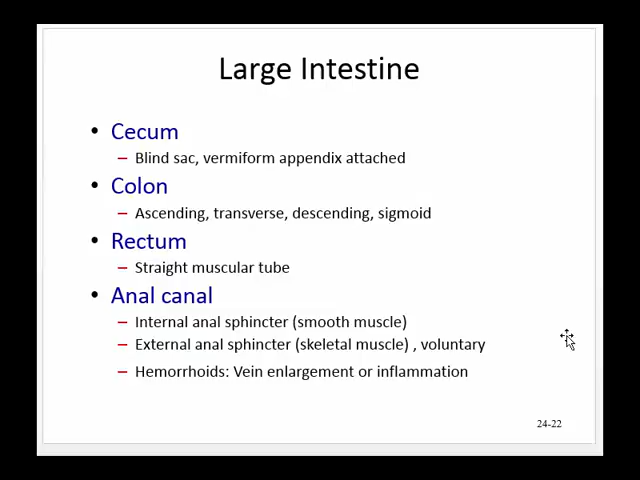 Large Intestine
• Cecum
– Blind sac, vermiform appendix attached
• Colon
– Ascending, transverse, descending, sigmoid
• Rectum
– Straight muscular tube
• Anal canal
– Internal anal sphincter (smooth muscle)
– External anal sphincter (skeletal muscle) , voluntary
– Hemorrhoids: Vein enlargement or inflammation
24-22